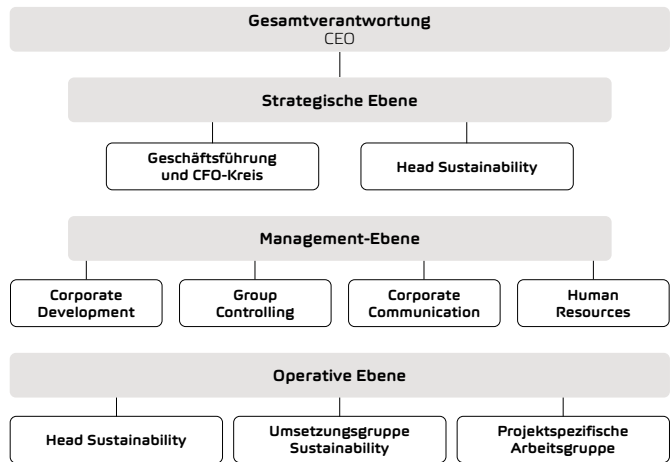 Gesamtverantwortung
CEO
Strategische Ebene
Geschäftsführung
und CFO-Kreis
Head Sustainability
Management-Ebene
Corporate
Development
Group
Controlling
Corporate
Communication
Human
Resources
Operative Ebene
Head Sustainability
Umsetzungsgruppe
Sustainability
Projektspezifische
Arbeitsgruppe